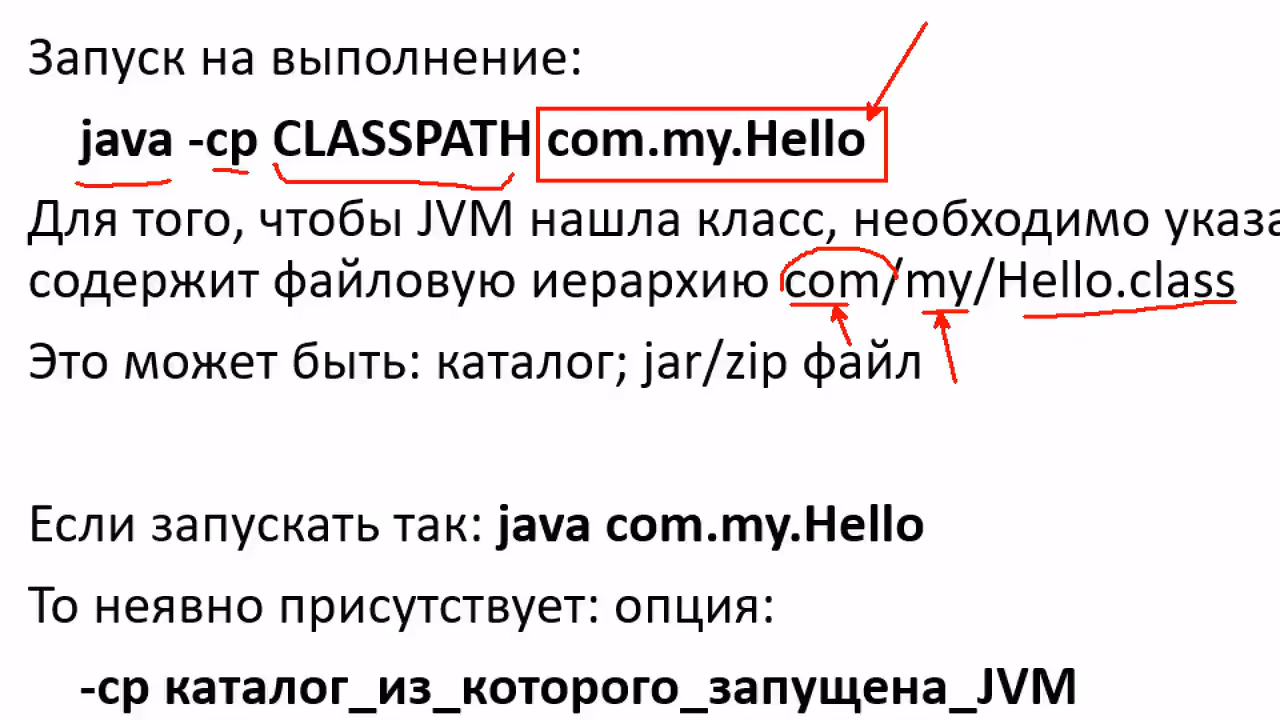 Запуск на выполнение:
java -cp CLASSPATH com.my.Hello
Для того, чтобы JVM нашла класс, необходимо
содержит файловую иерархию com/my/Hello.class
Это может быть: каталог; jar/zip файл
Если запускать так: java com.my.Hello
То неявно присутствует: опция:
-cp каталог_из_которого_запущена_JVM